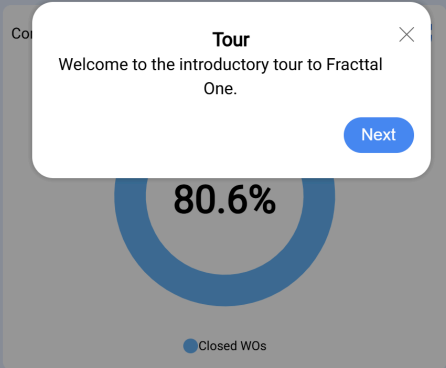 Tour
Welcome to the introductory tour to Fracttal
One.
Next
80.6%
Closed WOs